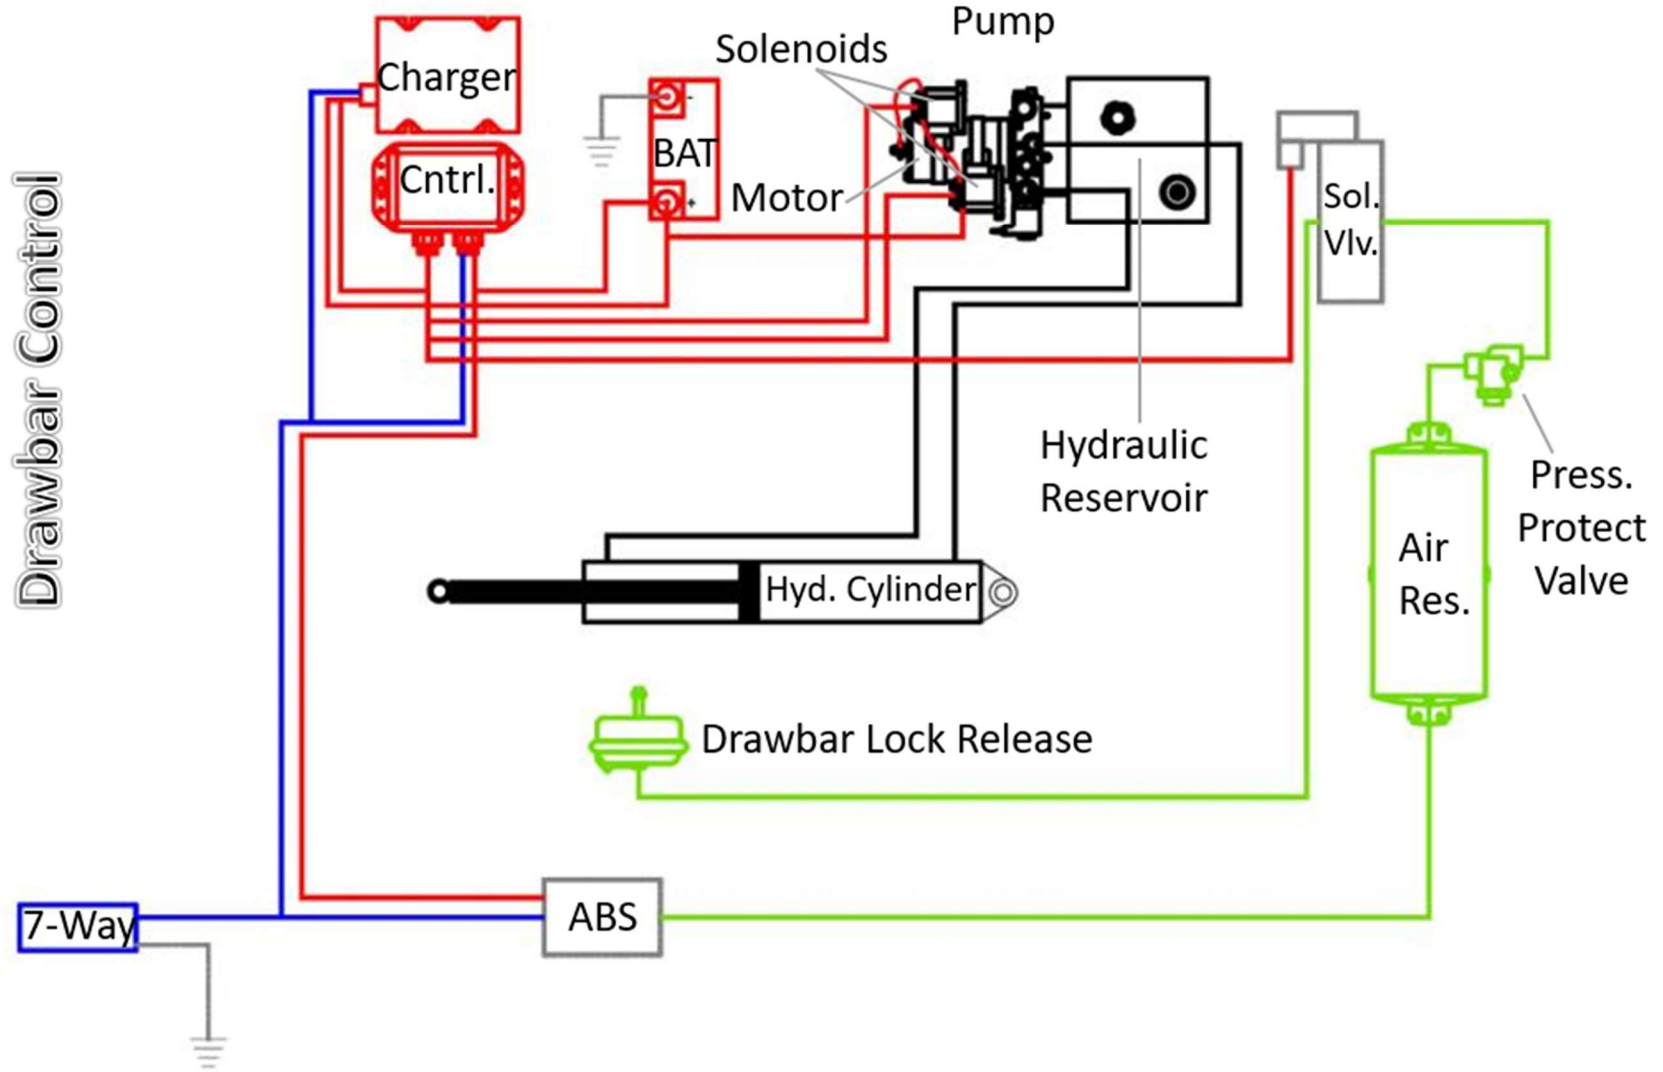 Drawbar Control
Charger
Cntrl.
-
BAT
+
Solenoids
Pump
Motor
Sol.
Vlv.
Hydraulic
Reservoir
Press.
Protect
Valve
Air
Res.
Hyd. Cylinder
Drawbar Lock Release
7-Way
ABS